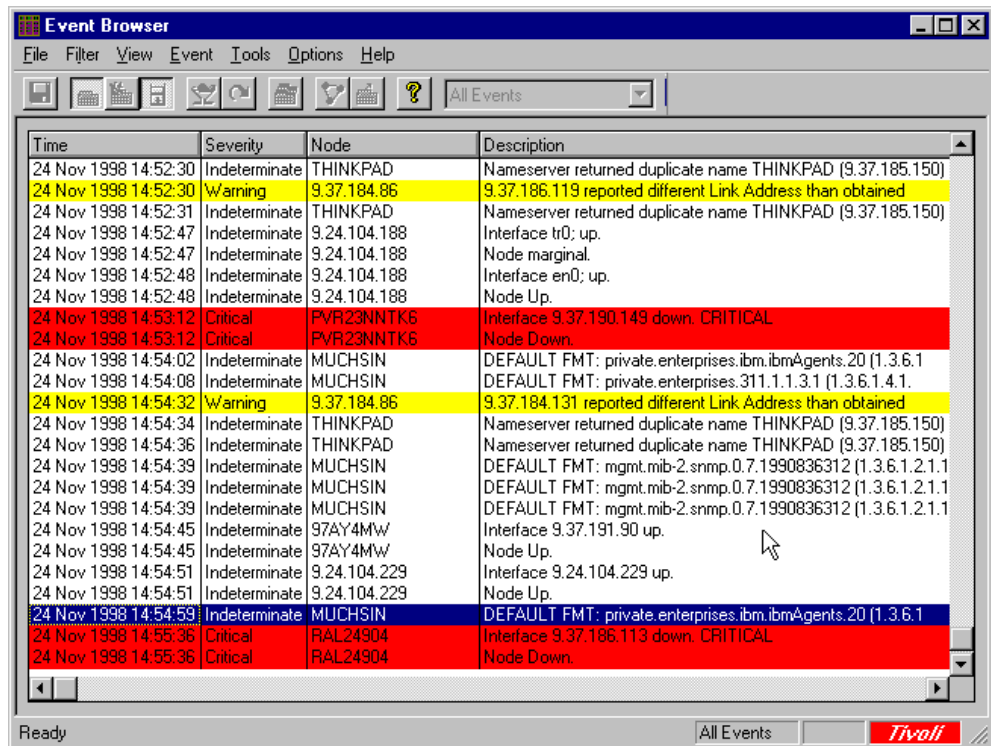 Event Browser
File Filter View Event Tools Options Help
All Events
Time Severity Node Description
24 Nov 1998 14:52:30 Indeterminate THINKPAD Nameserver returned duplicate name THINKPAD (9.37.185.150)
24 Nov 1998 14:52:30 Warning 9.37.184.86 9.37.186.119 reported different Link Address than obtained
24 Nov 1998 14:52:31 Indeterminate THINKPAD Nameserver returned duplicate name THINKPAD (9.37.185.150)
24 Nov 1998 14:52:47 Indeterminate 9.24.104.188 Interface tr0; up.
24 Nov 1998 14:52:47 Indeterminate 9.24.104.188 Node marginal.
24 Nov 1998 14:52:48 Indeterminate 9.24.104.188 Interface en0; up.
24 Nov 1998 14:52:48 Indeterminate 9.24.104.188 Node Up.
24 Nov 1998 14:53:12 Critical PVR23NNTK6 Interface 9.37.190.149 down. CRITICAL
24 Nov 1998 14:53:12 Critical PVR23NNTK6 Node Down.
24 Nov 1998 14:54:02 Indeterminate MUCHSIN DEFAULT FMT: private.enterprises.ibm.ibmAgents.20 (1.3.6.1
24 Nov 1998 14:54:08 Indeterminate MUCHSIN DEFAULT FMT: private.enterprises.311.1.1.3.1 (1.3.6.1.4.1.
24 Nov 1998 14:54:32 Warning 9.37.184.86 9.37.184.131 reported different Link Address than obtained
24 Nov 1998 14:54:34 Indeterminate THINKPAD Nameserver returned duplicate name THINKPAD (9.37.185.150)
24 Nov 1998 14:54:36 Indeterminate THINKPAD Nameserver returned duplicate name THINKPAD (9.37.185.150)
24 Nov 1998 14:54:39 Indeterminate MUCHSIN DEFAULT FMT: mgmt.mib-2.snmp.0.7.1990836312 (1.3.6.1.2.1.1
24 Nov 1998 14:54:39 Indeterminate MUCHSIN DEFAULT FMT: mgmt.mib-2.snmp.0.7.1990836312 (1.3.6.1.2.1.1
24 Nov 1998 14:54:39 Indeterminate MUCHSIN DEFAULT FMT: mgmt.mib-2.snmp.0.7.1990836312 (1.3.6.1.2.1.1
24 Nov 1998 14:54:45 Indeterminate 97AY4MW Interface 9.37.191.90 up.
24 Nov 1998 14:54:45 Indeterminate 97AY4MW Node Up.
24 Nov 1998 14:54:51 Indeterminate 9.24.104.229 Interface 9.24.104.229 up.
24 Nov 1998 14:54:51 Indeterminate 9.24.104.229 Node Up.
24 Nov 1998 14:54:59 Indeterminate MUCHSIN DEFAULT FMT: private.enterprises.ibm.ibmAgents.20 (1.3.6.1
24 Nov 1998 14:55:36 Critical RAL24904 Interface 9.37.186.113 down. CRITICAL
24 Nov 1998 14:55:36 Critical RAL24904 Node Down.
Ready All Events Tivoli